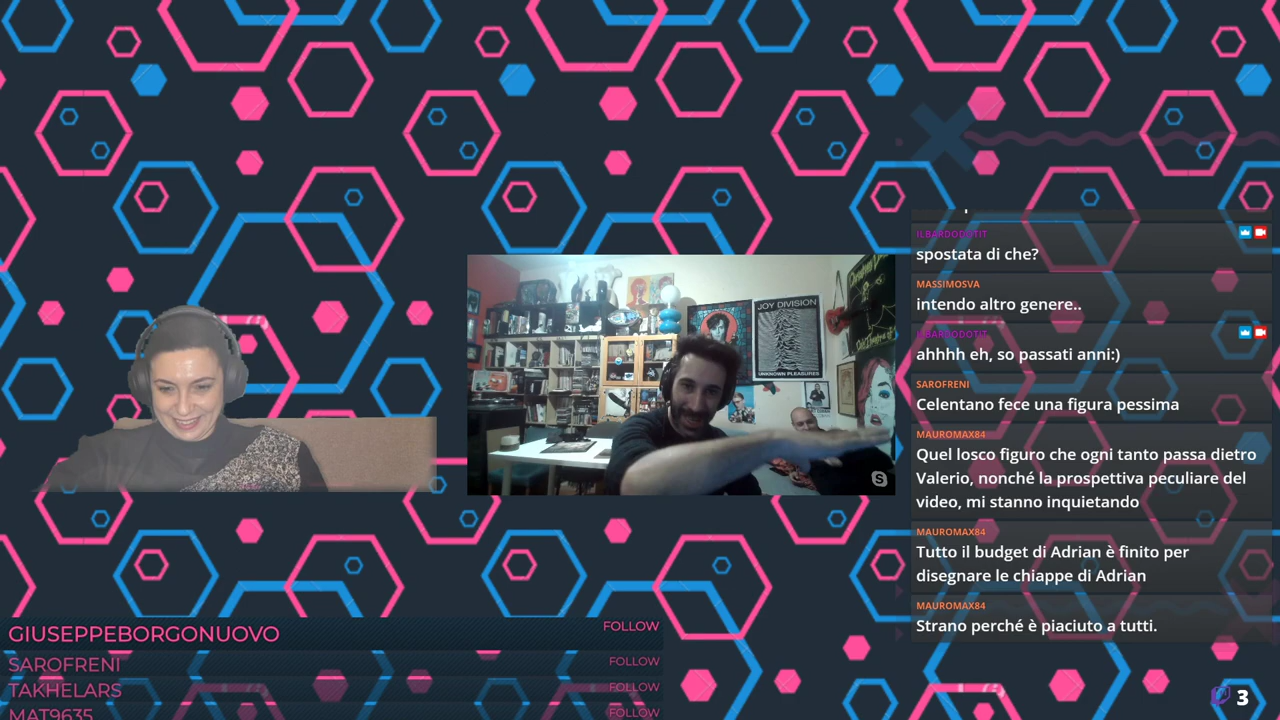 ILBARDODOTIT
spostata di che?
MASSIMOSVA
intendo altro genere..
ILBARDODOTIT
ahhhh eh, so passati anni:)
SAROFRENI
Celentano fece una figura pessima
MAUROMAX84
Quel losco figuro che ogni tanto passa dietro
Valerio, nonché la prospettiva peculiare del
video, mi stanno inquietando
MAUROMAX84
Tutto il budget di Adrian è finito per
disegnare le chiappe di Adrian
MAUROMAX84
Strano perché è piaciuto a tutti.
JOY DIVISION
UNKNOWN PLEASURES
GIUSEPPEBORGONUOVO FOLLOW
SAROFRENI FOLLOW
TAKHELARS FOLLOW
MAT9635 FOLLOW
3